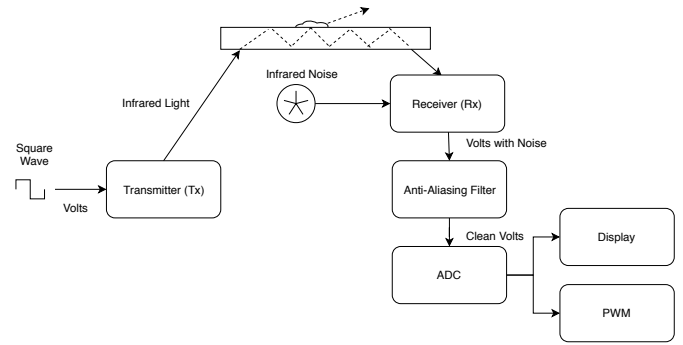 Infrared Noise
Receiver (Rx)
Infrared Light
Volts with Noise
Square
Wave
Transmitter (Tx)
Anti-Aliasing Filter
Volts
Clean Volts
Display
ADC
PWM